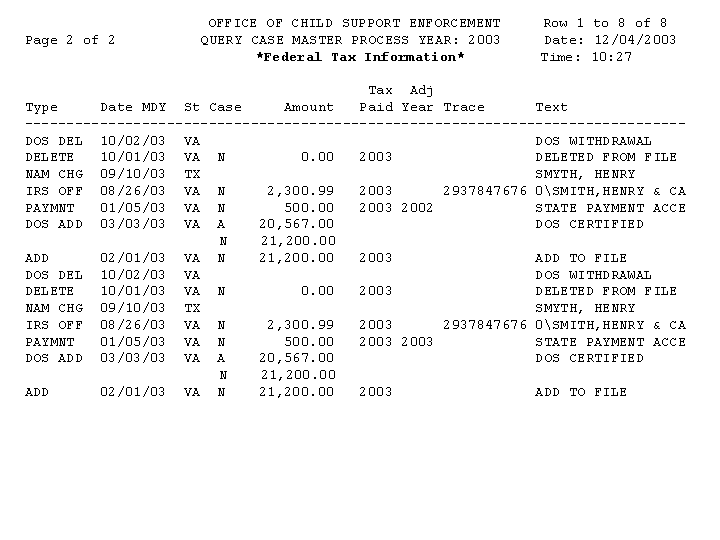 OFFICE OF CHILD SUPPORT ENFORCEMENT Row 1 to 8 of 8
Page 2 of 2 QUERY CASE MASTER PROCESS YEAR: 2003 Date: 12/04/2003
*Federal Tax Information* Time: 10:27
Tax Adj
Type Date MDY St Case Amount Paid Year Trace Text
--------------------------------------------------------------------------------
DOS DEL 10/02/03 VA DOS WITHDRAWAL
DELETE 10/01/03 VA N 0.00 2003 DELETED FROM FILE
NAM CHG 09/10/03 TX SMYTH, HENRY
IRS OFF 08/26/03 VA N 2,300.99 2003 2937847676 0\SMITH,HENRY & CA
PAYMNT 01/05/03 VA N 500.00 2003 2002 STATE PAYMENT ACCE
DOS ADD 03/03/03 VA A 20,567.00 DOS CERTIFIED
N 21,200.00
ADD 02/01/03 VA N 21,200.00 2003 ADD TO FILE
DOS DEL 10/02/03 VA DOS WITHDRAWAL
DELETE 10/01/03 VA N 0.00 2003 DELETED FROM FILE
NAM CHG 09/10/03 TX SMYTH, HENRY
IRS OFF 08/26/03 VA N 2,300.99 2003 2937847676 0\SMITH,HENRY & CA
PAYMNT 01/05/03 VA N 500.00 2003 2003 STATE PAYMENT ACCE
DOS ADD 03/03/03 VA A 20,567.00 DOS CERTIFIED
N 21,200.00
ADD 02/01/03 VA N 21,200.00 2003 ADD TO FILE